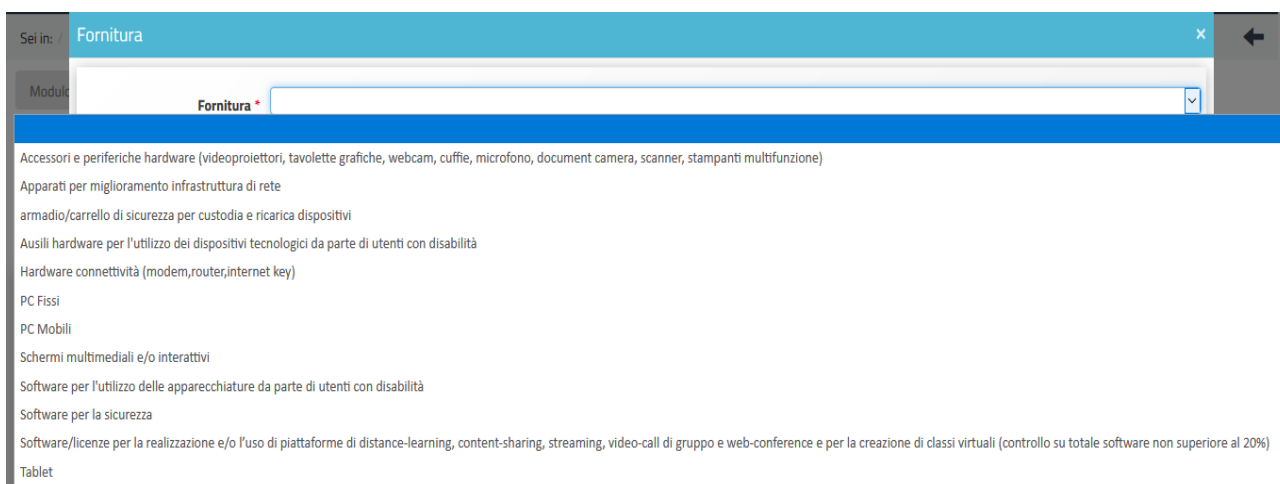 Sei in: /
Fornitura
×
Modulo
Fornitura *
Accessori e periferiche hardware (videoproiettori, tavolette grafiche, webcam, cuffie, microfono, document camera, scanner, stampanti multifunzione)
Apparati per miglioramento infrastruttura di rete
armadio/carrello di sicurezza per custodia e ricarica dispositivi
Ausili hardware per l'utilizzo dei dispositivi tecnologici da parte di utenti con disabilità
Hardware connettività (modem,router,internet key)
PC Fissi
PC Mobili
Schermi multimediali e/o interattivi
Software per l'utilizzo delle apparecchiature da parte di utenti con disabilità
Software per la sicurezza
Software/licenze per la realizzazione e/o l’uso di piattaforme di distance-learning, content-sharing, streaming, video-call di gruppo e web-conference e per la creazione di classi virtuali (controllo su totale software non superiore al 20%)
Tablet